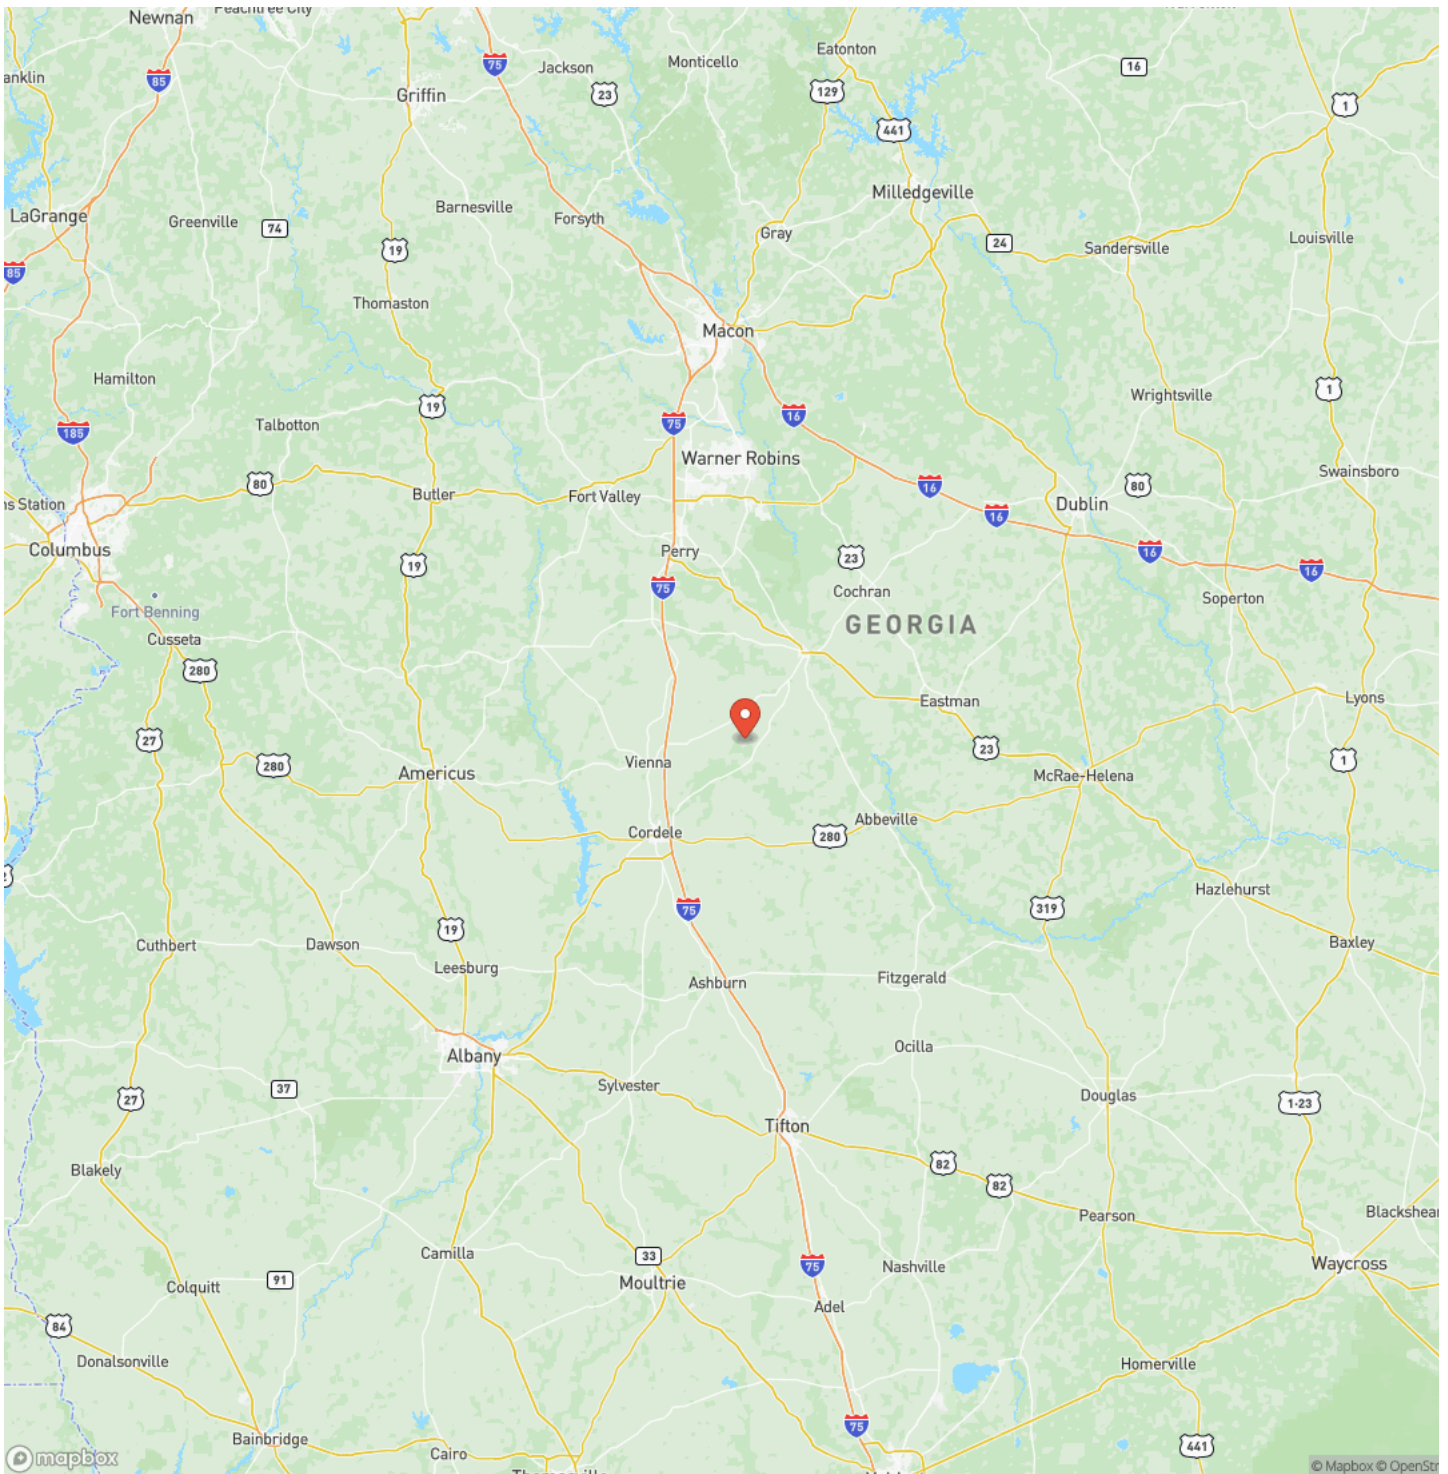 Newnan
Peachtree City
Eatonton
Monticello
Jackson
75
16
anklin
85
Griffin
23
129
1
441
Milledgeville
Barnesville
LaGrange
Greenville
Forsyth
74
Gray
24
Louisville
Sandersville
19
85
Thomaston
Macon
Hamilton
1
Wrightsville
19
16
75
Talbotton
185
Warner Robins
Swainsboro
80
16
80
Butler
Fort Valley
ns Station
Dublin
16
Columbus
Perry
16
23
19
16
75
Cochran
Soperton
Fort Benning
GEORGIA
Cusseta
280
Eastman
Lyons
27
23
Vienna
280
1
Americus
McRae-Helena
Abbeville
Cordele
280
Hazlehurst
75
319
19
Cuthbert
Dawson
Baxley
Leesburg
Fitzgerald
Ashburn
Ocilla
Albany
Sylvester
37
27
Douglas
1-23
Tifton
82
Blakely
82
Blackshear
Pearson
Camilla
33
Waycross
75
Nashville
Moultrie
91
Colquitt
Adel
84
Donalsonville
Homerville
75
Bainbridge
441
Cairo
mapbox
© Mapbox © OpenStr